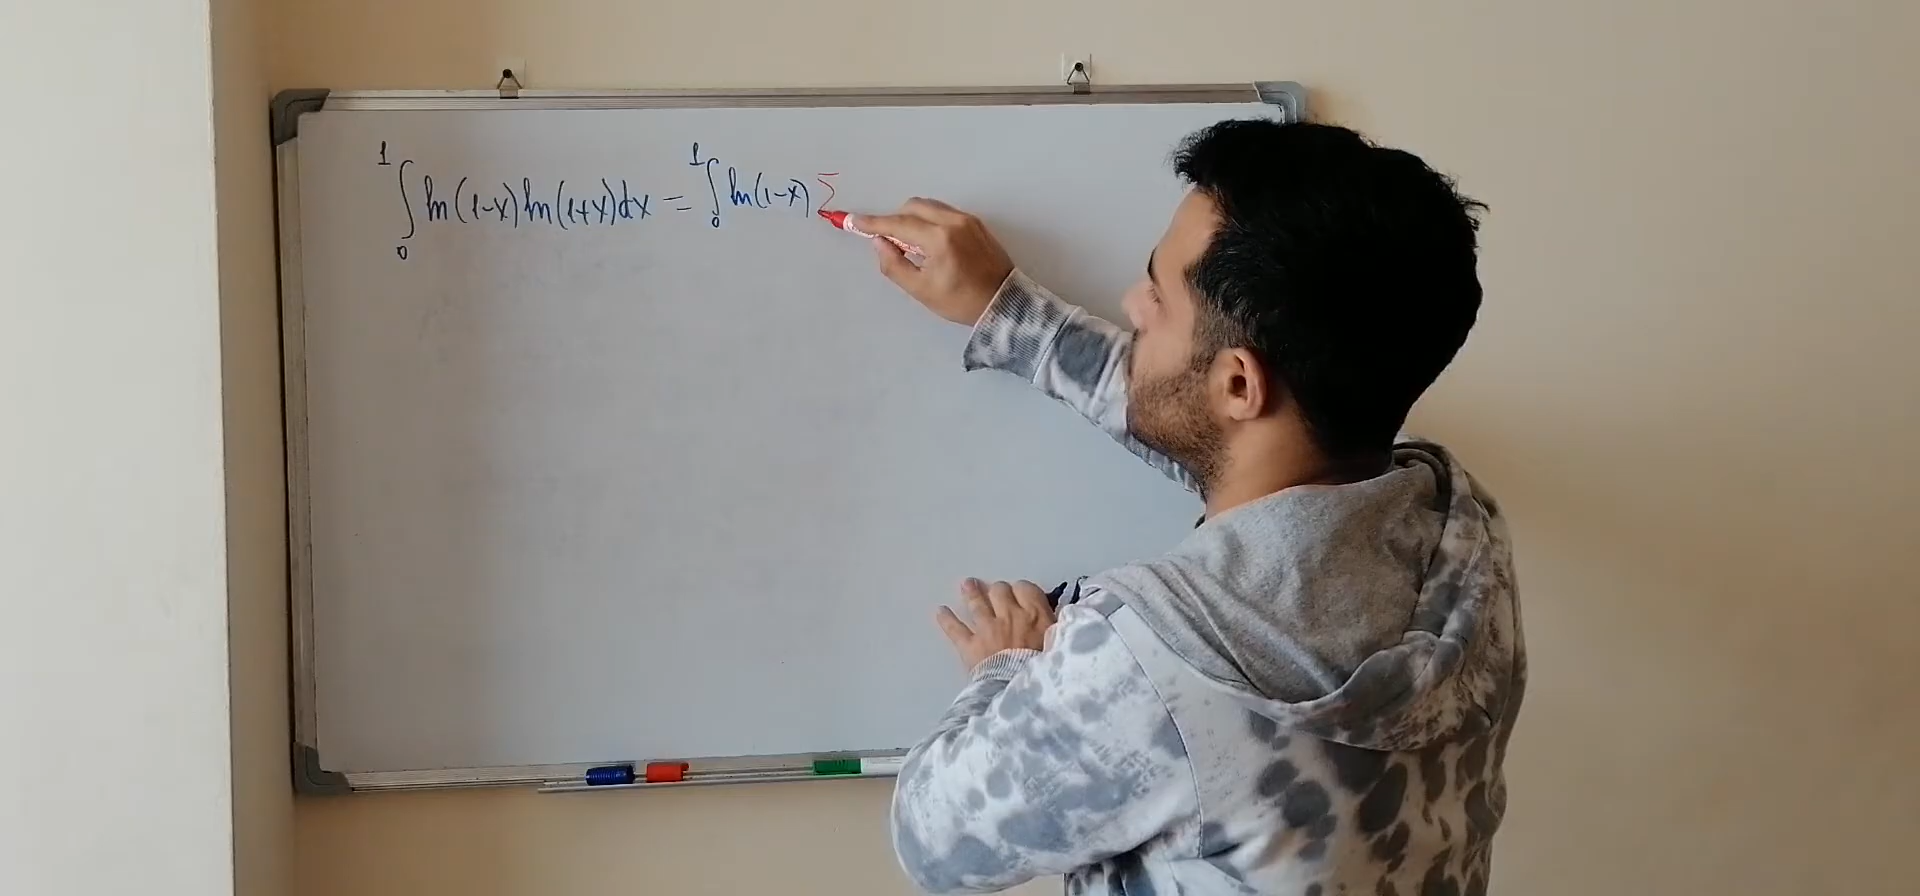 ∫₀¹ ln(1-x)ln(1+x)dx = ∫₀¹ ln(1-x) Σ